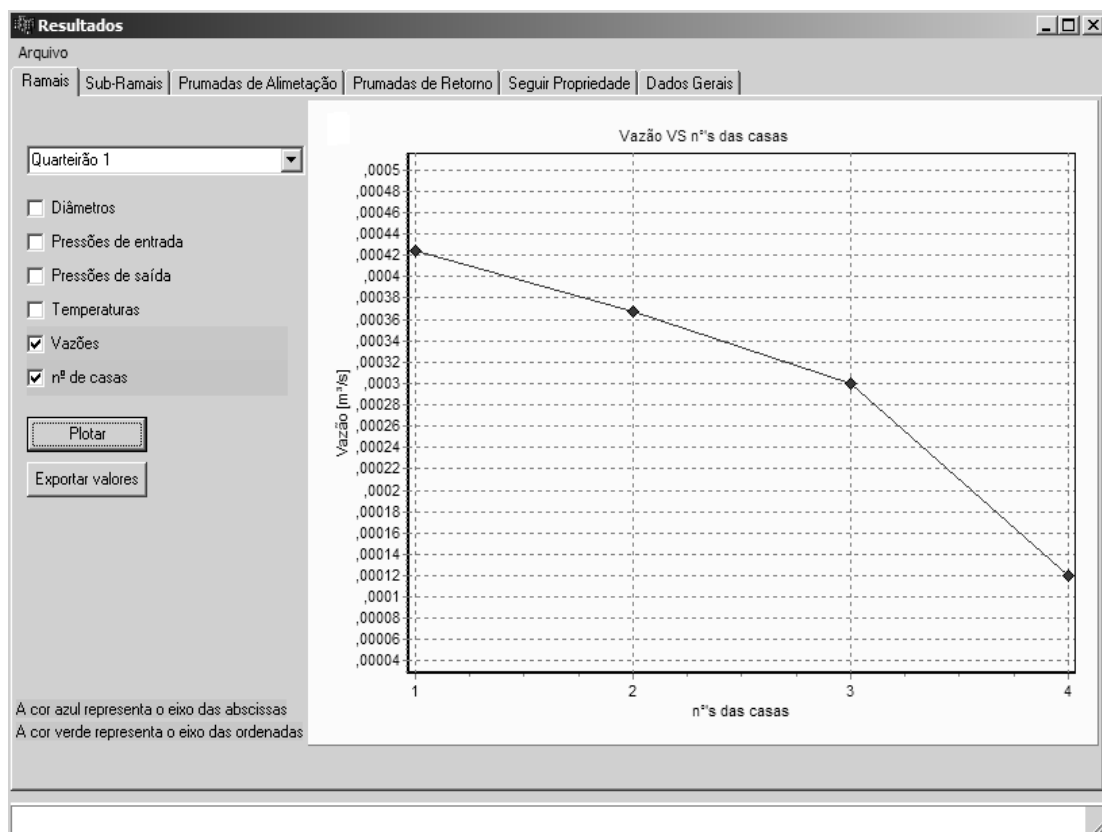 Resultados
Arquivo
Ramais Sub-Ramais Prumadas de Alimetação Prumadas de Retorno Seguir Propriedade Dados Gerais
Quarteirão 1
Diâmetros
Pressões de entrada
Pressões de saída
Temperaturas
Vazões
nº de casas
Plotar
Exportar valores
A cor azul representa o eixo das abscissas
A cor verde representa o eixo das ordenadas
Vazão VS n°'s das casas
Vazão [m³/s]
,0005
,00048
,00046
,00044
,00042
,0004
,00038
,00036
,00034
,00032
,0003
,00028
,00026
,00024
,00022
,0002
,00018
,00016
,00014
,00012
,0001
,00008
,00006
,00004
1 2 3 4
n°'s das casas